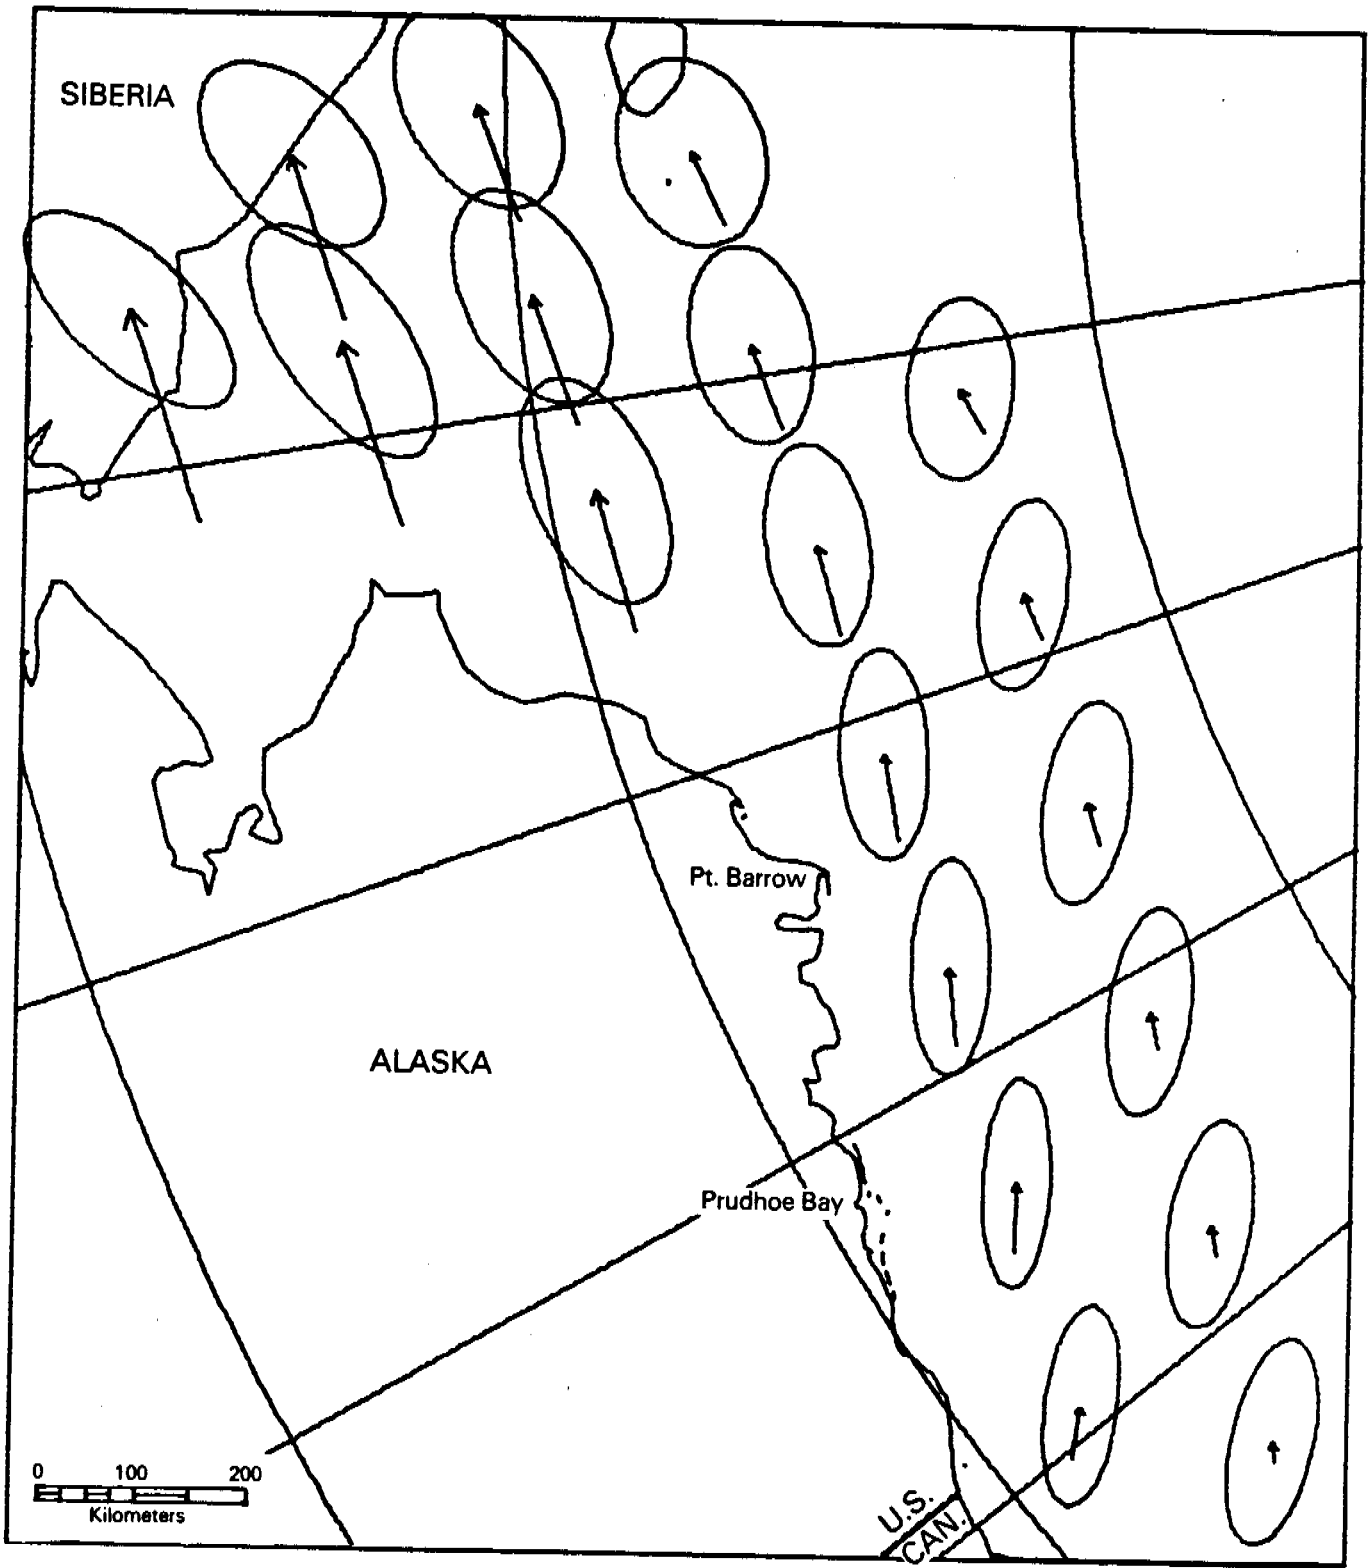 SIBERIA
Pt. Barrow
ALASKA
Prudhoe Bay
0 100 200
Kilometers
U.S.
CAN.